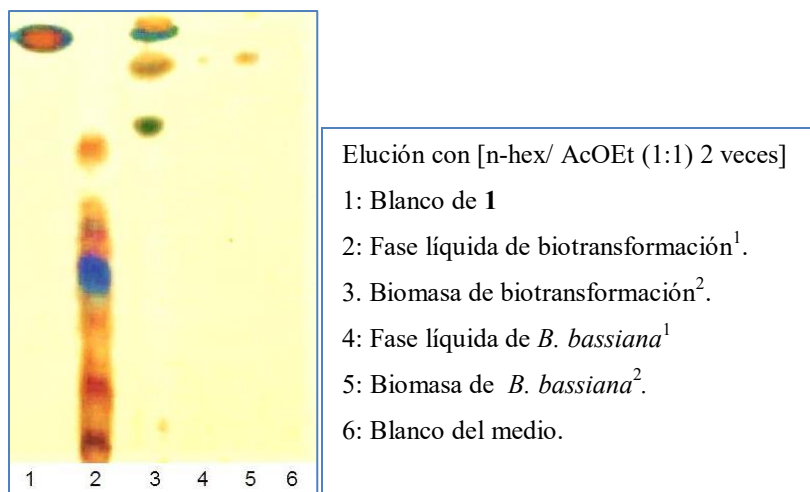 1 2 3 4 5 6
Elución con [n-hex/ AcOEt (1:1) 2 veces]
1: Blanco de 1
2: Fase líquida de biotransformación¹.
3. Biomasa de biotransformación².
4: Fase líquida de B. bassiana¹
5: Biomasa de B. bassiana².
6: Blanco del medio.